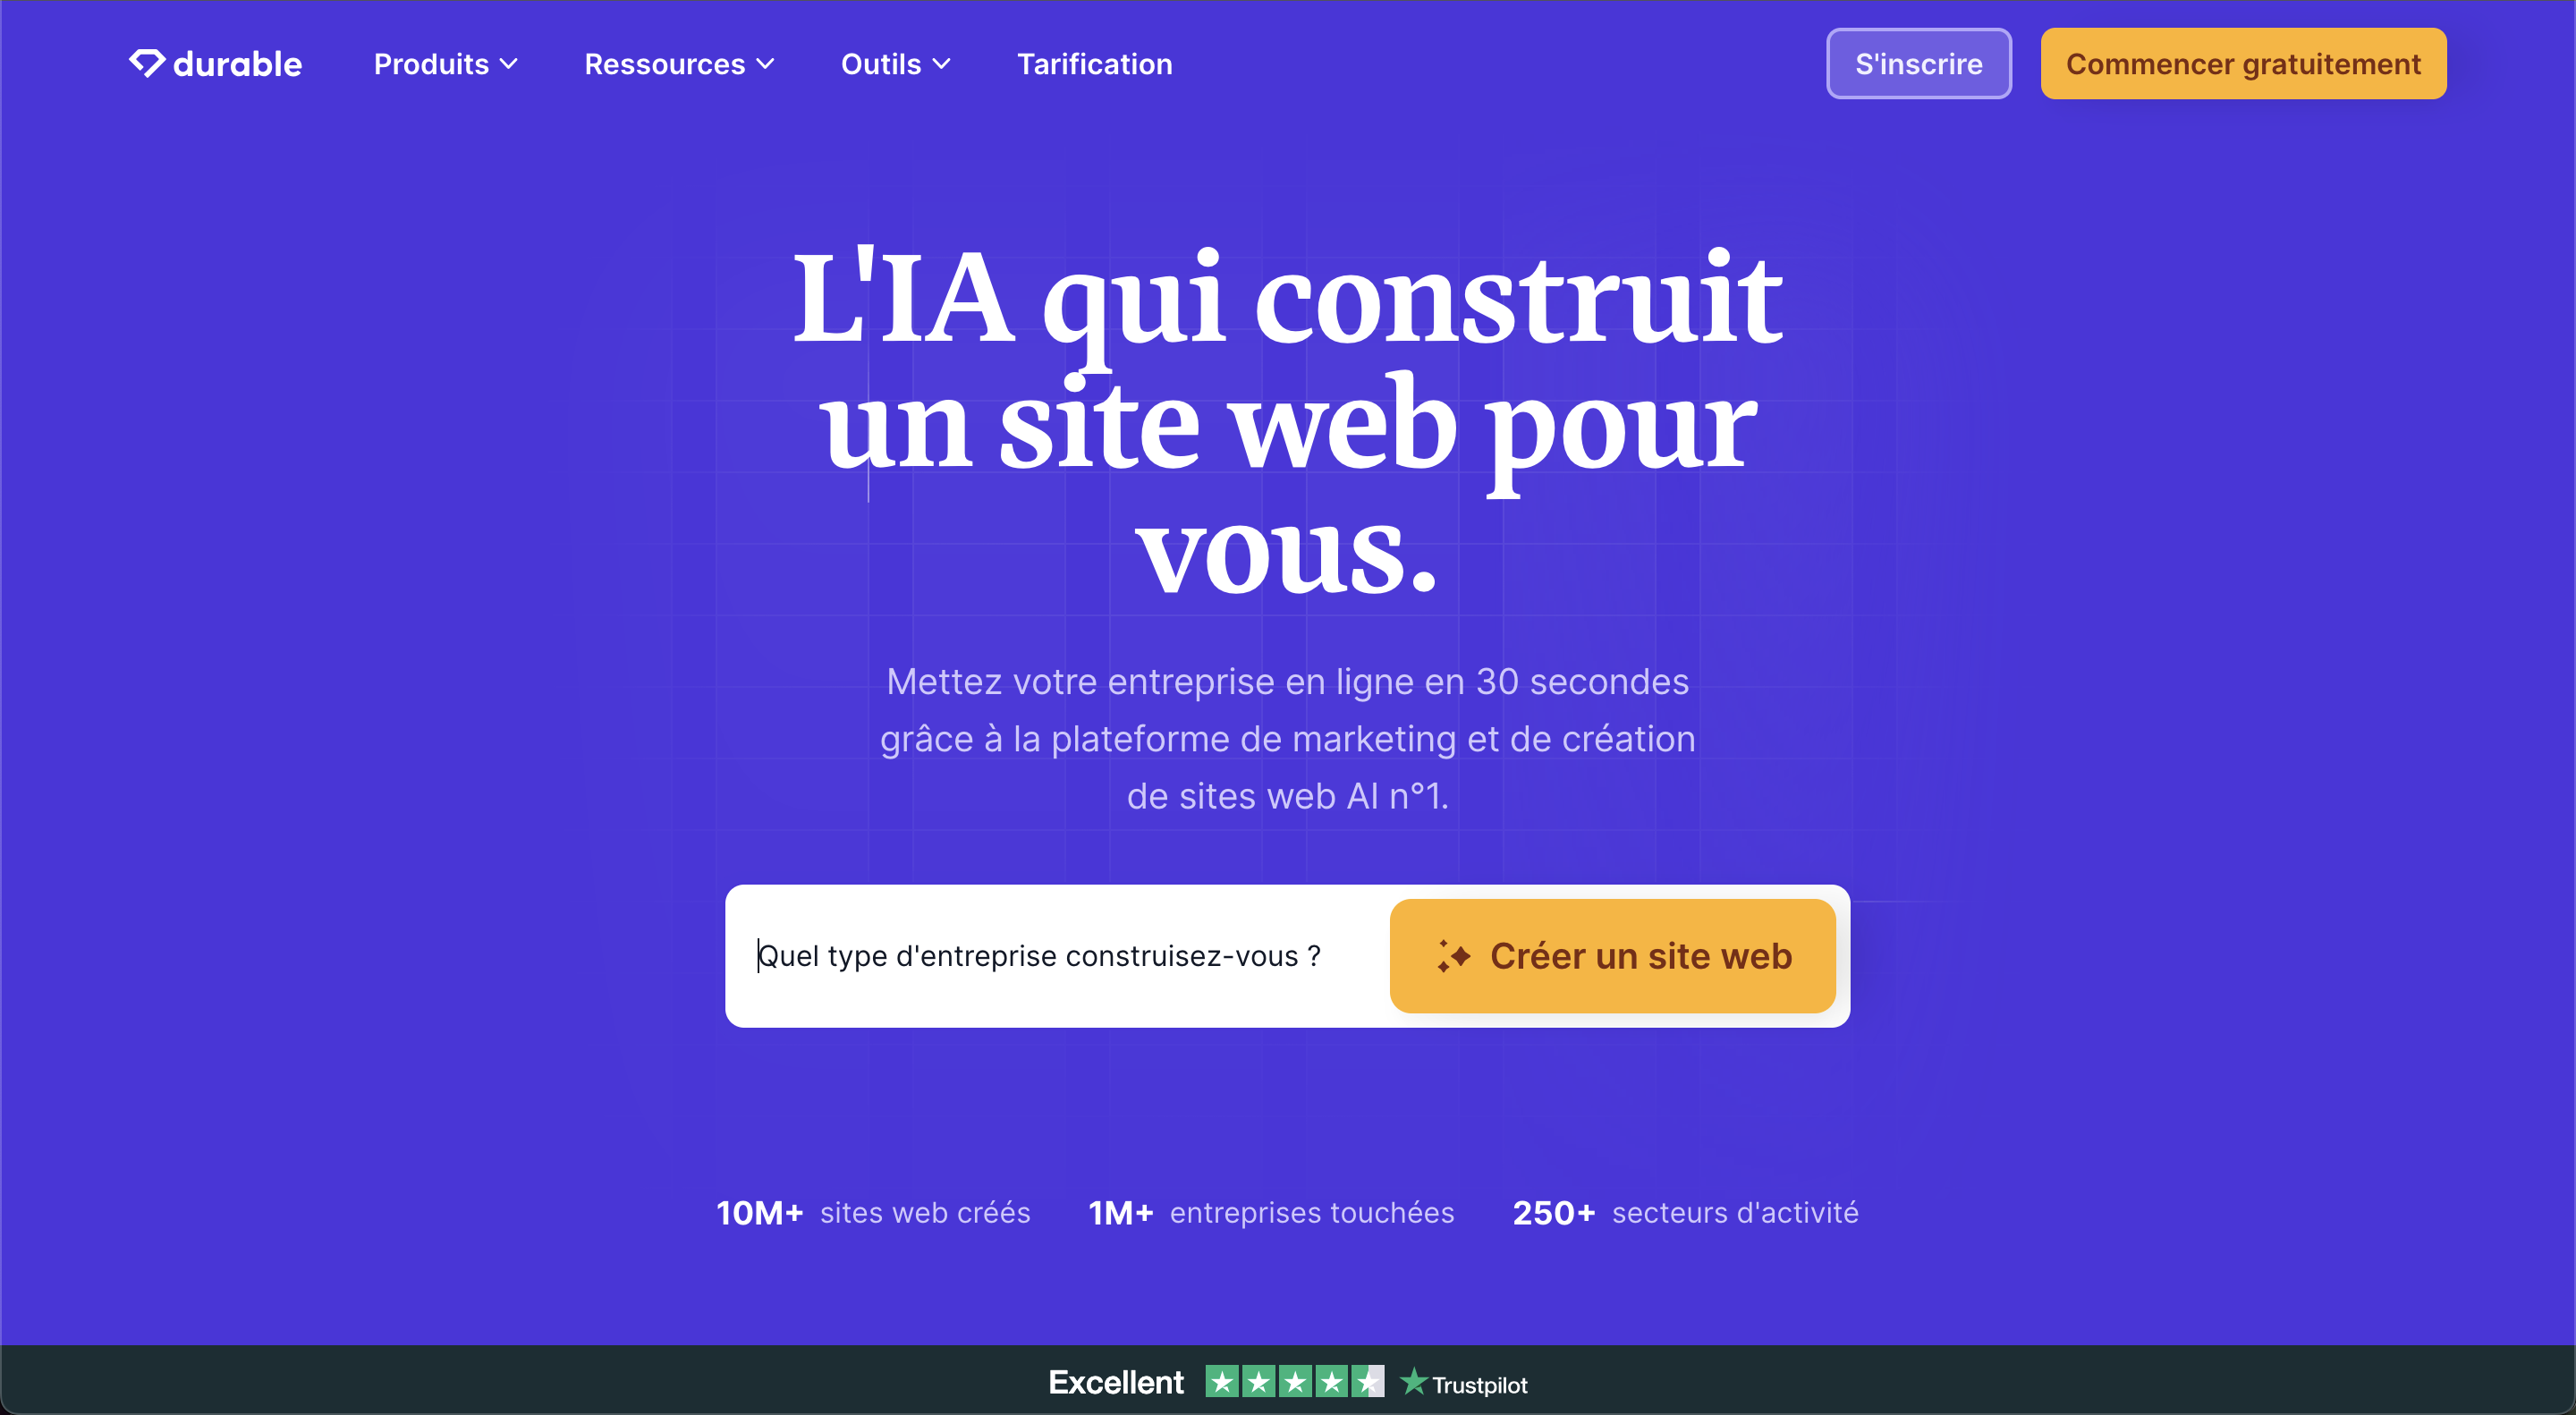 durable
Produits
Ressources
Outils
Tarification
S'inscrire
Commencer gratuitement
L'IA qui construit
un site web pour
vous.
Mettez votre entreprise en ligne en 30 secondes
grâce à la plateforme de marketing et de création
de sites web AI n°1.
Quel type d'entreprise construisez-vous ?
Créer un site web
10M+ sites web créés
1M+ entreprises touchées
250+ secteurs d'activité
Excellent
Trustpilot